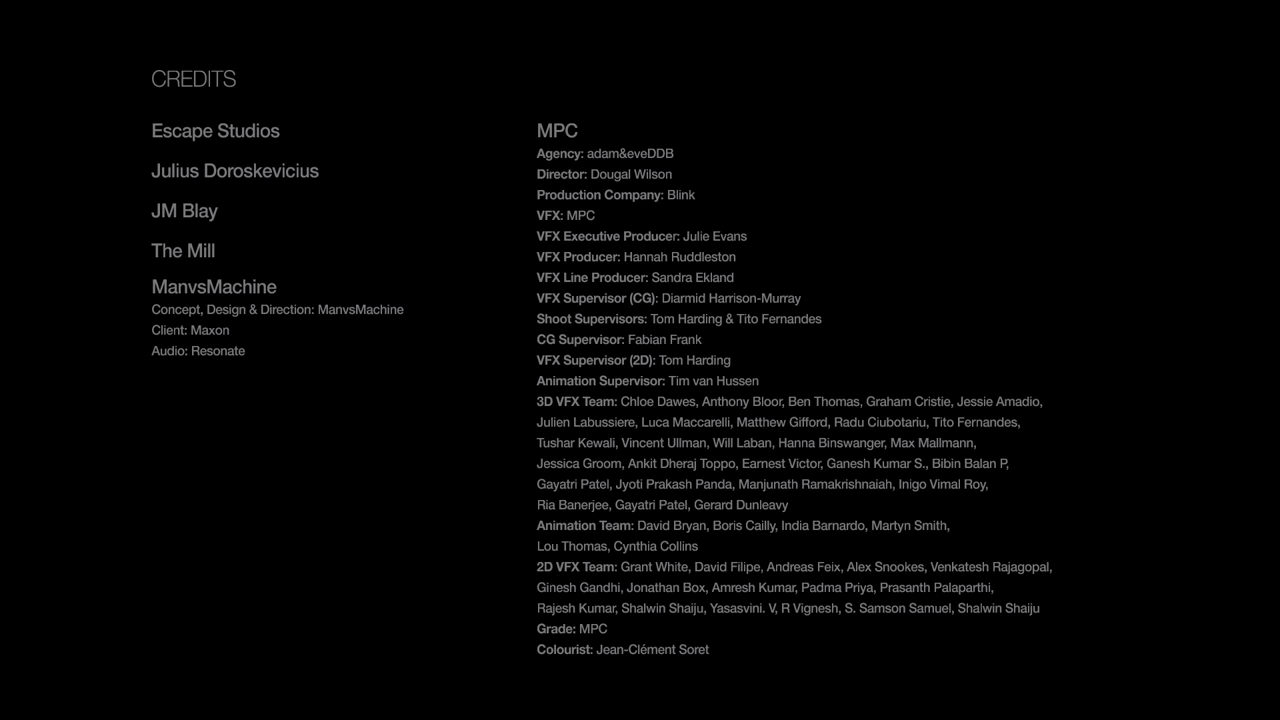 CREDITS
Escape Studios
Julius Doroskevicius
JM Blay
The Mill
ManvsMachine
Concept, Design & Direction: ManvsMachine
Client: Maxon
Audio: Resonate
MPC
Agency: adam&eveDDB
Director: Dougal Wilson
Production Company: Blink
VFX: MPC
VFX Executive Producer: Julie Evans
VFX Producer: Hannah Ruddleston
VFX Line Producer: Sandra Ekland
VFX Supervisor (CG): Diarmid Harrison-Murray
Shoot Supervisors: Tom Harding & Tito Fernandes
CG Supervisor: Fabian Frank
VFX Supervisor (2D): Tom Harding
Animation Supervisor: Tim van Hussen
3D VFX Team: Chloe Dawes, Anthony Bloor, Ben Thomas, Graham Cristie, Jessie Amadio,
Julien Labussiere, Luca Maccarelli, Matthew Gifford, Radu Ciubotariu, Tito Fernandes,
Tushar Kewali, Vincent Ullman, Will Laban, Hanna Binswanger, Max Mallmann,
Jessica Groom, Ankit Dheraj Toppo, Earnest Victor, Ganesh Kumar S., Bibin Balan P,
Gayatri Patel, Jyoti Prakash Panda, Manjunath Ramakrishnaiah, Inigo Vimal Roy,
Ria Banerjee, Gayatri Patel, Gerard Dunleavy
Animation Team: David Bryan, Boris Cailly, India Barnardo, Martyn Smith,
Lou Thomas, Cynthia Collins
2D VFX Team: Grant White, David Filipe, Andreas Feix, Alex Snookes, Venkatesh Rajagopal,
Ginesh Gandhi, Jonathan Box, Amresh Kumar, Padma Priya, Prasanth Palaparthi,
Rajesh Kumar, Shalwin Shaiju, Yasasvini. V, R Vignesh, S. Samson Samuel, Shalwin Shaiju
Grade: MPC
Colourist: Jean-Clément Soret